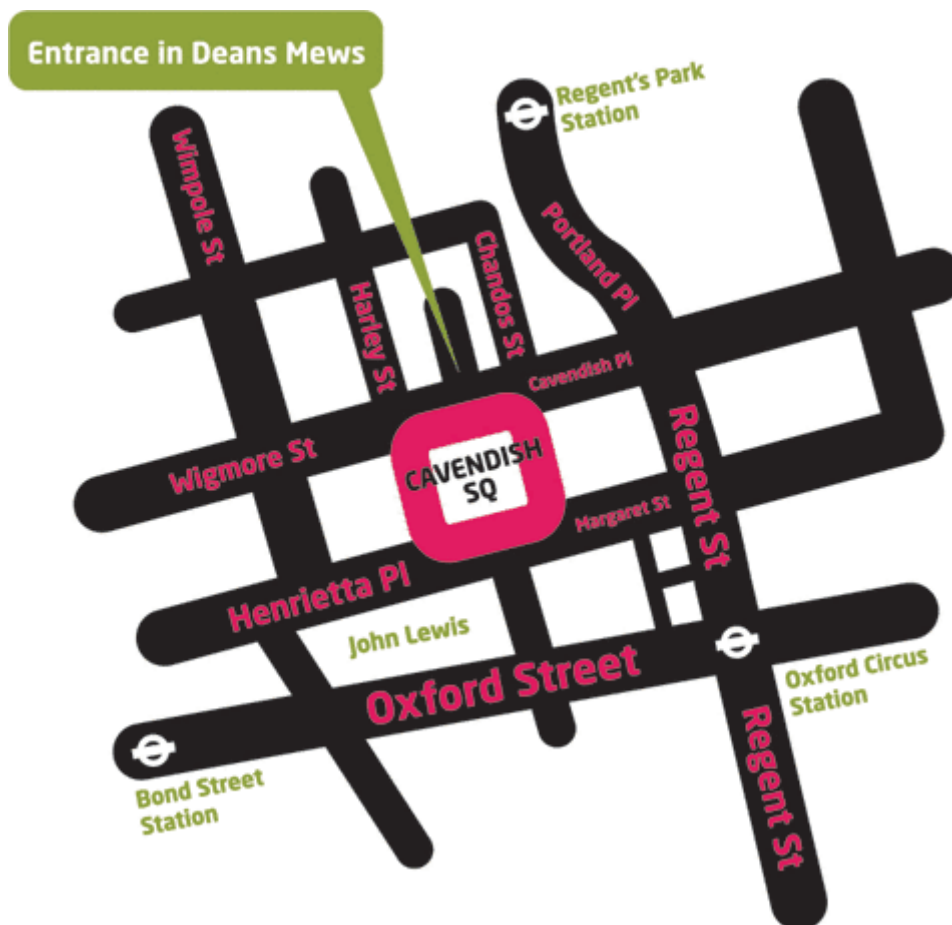 Entrance in Deans Mews
Regent's Park
Station
Wimpole St
Portland Pl
Chandos St
Harley St
Cavendish Pl
Wigmore St
CAVENDISH
SQ
Regent St
Margaret St
Henrietta Pl
John Lewis
Oxford Street
Oxford Circus
Station
Bond Street
Station
Regent St